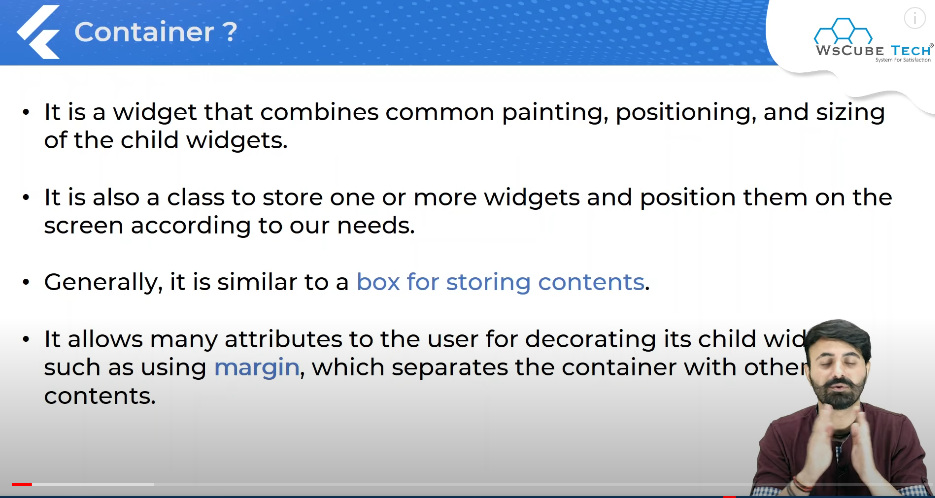 Container ?
WsCube Tech
System For Satisfaction
• It is a widget that combines common painting, positioning, and sizing
of the child widgets.
• It is also a class to store one or more widgets and position them on the
screen according to our needs.
• Generally, it is similar to a box for storing contents.
• It allows many attributes to the user for decorating its child
such as using margin, which separates the container with other
contents.